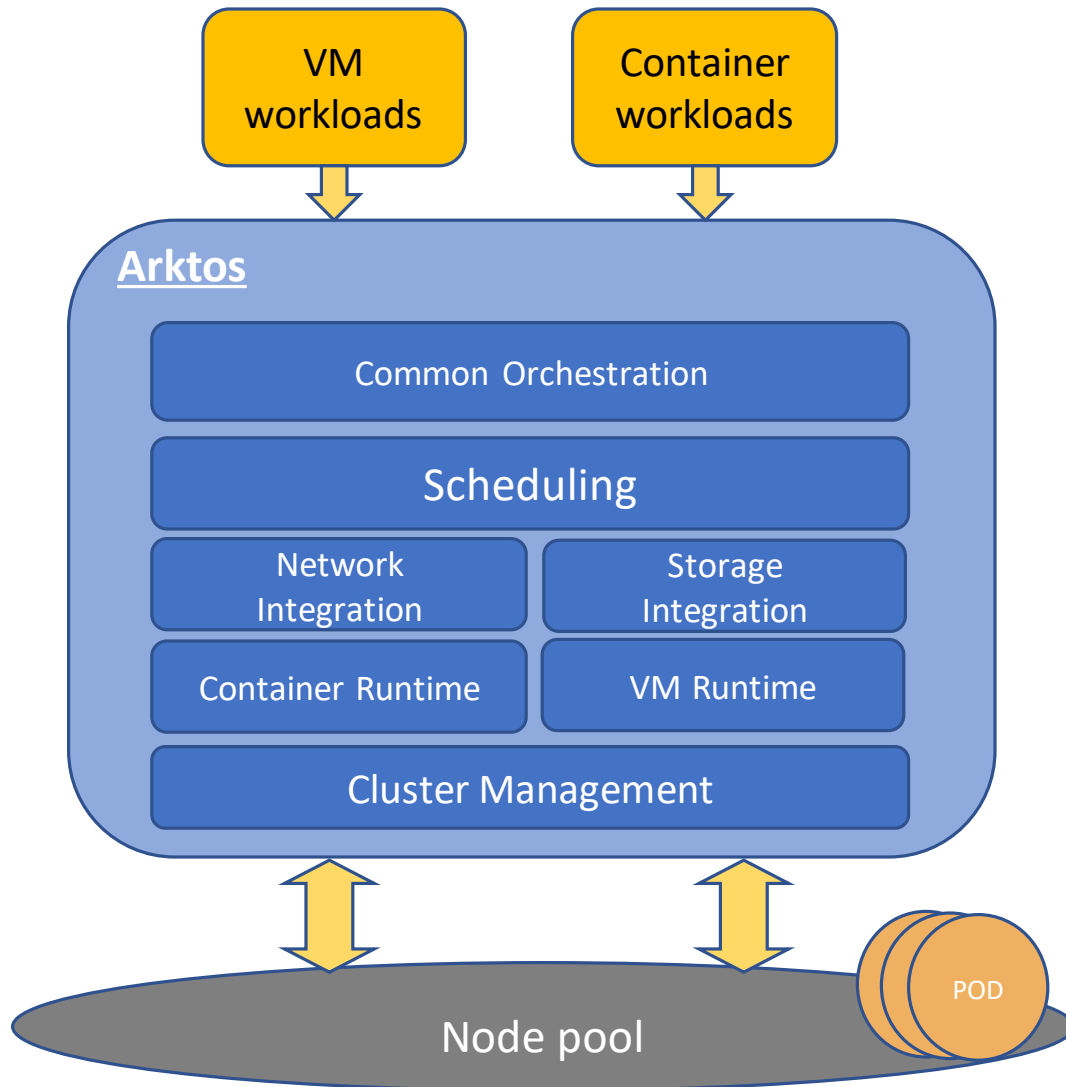 VM
workloads
Container
workloads
Arktos
Common Orchestration
Scheduling
Network
Integration
Storage
Integration
Container Runtime
VM Runtime
Cluster Management
POD
Node pool